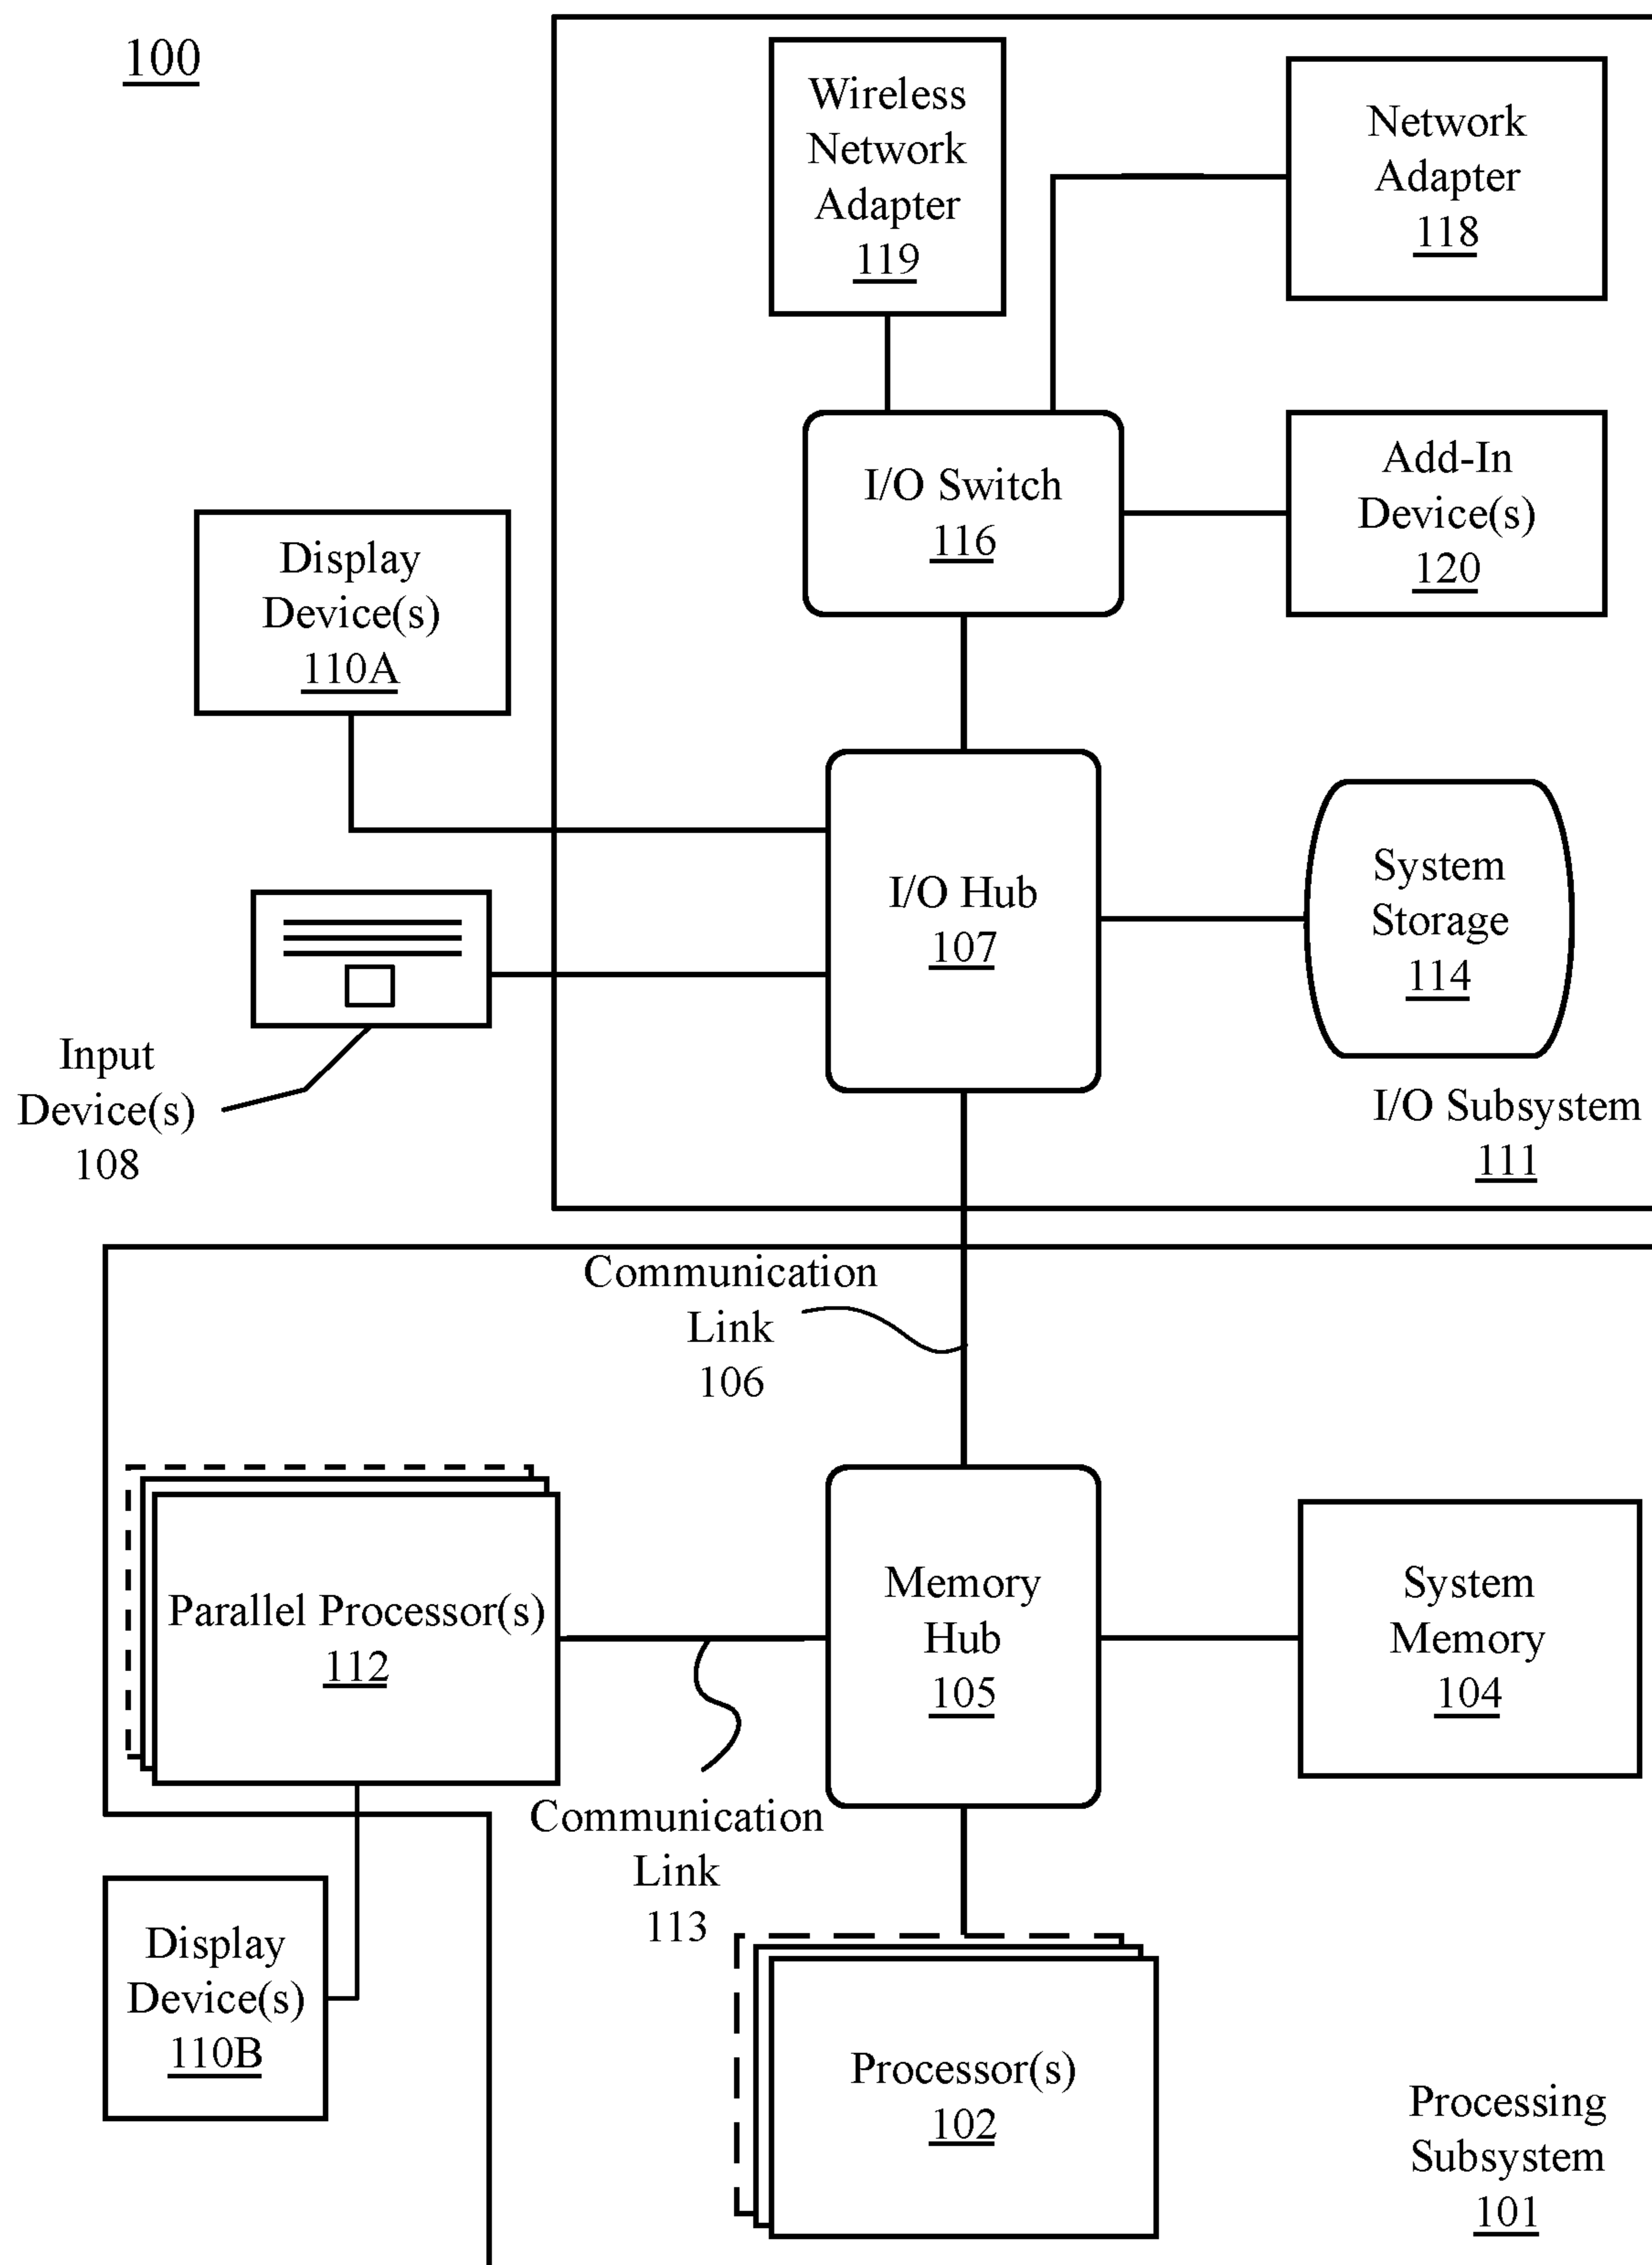 100
Wireless
Network
Adapter
119
Network
Adapter
118
I/O Switch
116
Add-In
Device(s)
120
Display
Device(s)
110A
I/O Hub
107
System
Storage
114
Input
Device(s)
108
I/O Subsystem
111
Communication
Link
106
Parallel Processor(s)
112
Memory
Hub
105
System
Memory
104
Communication
Link
113
Display
Device(s)
110B
Processor(s)
102
Processing
Subsystem
101